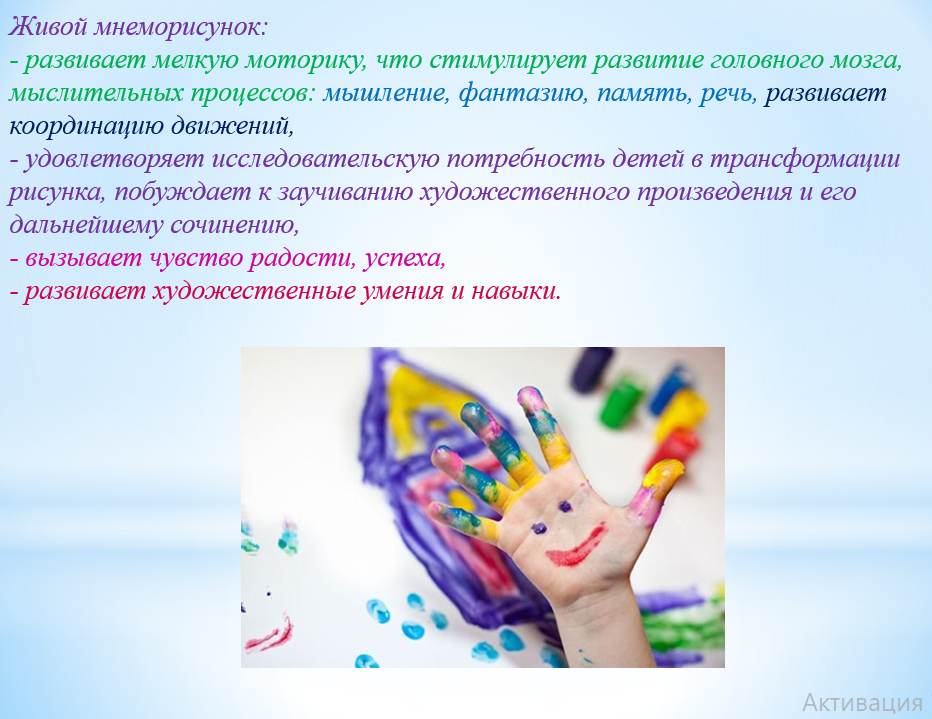 Живой мнеморисунок:
- развивает мелкую моторику, что стимулирует развитие головного мозга,
мыслительных процессов: мышление, фантазию, память, речь, развивает
координацию движений,
- удовлетворяет исследовательскую потребность детей в трансформации
рисунка, побуждает к заучиванию художественного произведения и его
дальнейшему сочинению,
- вызывает чувство радости, успеха,
- развивает художественные умения и навыки.
Активация